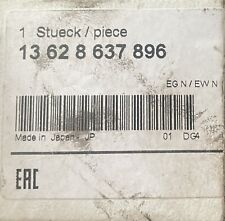 1 Stueck / piece
13 62 8 637 896
EG N / EW N
Made in Japan - JP 01 DG4
EAC